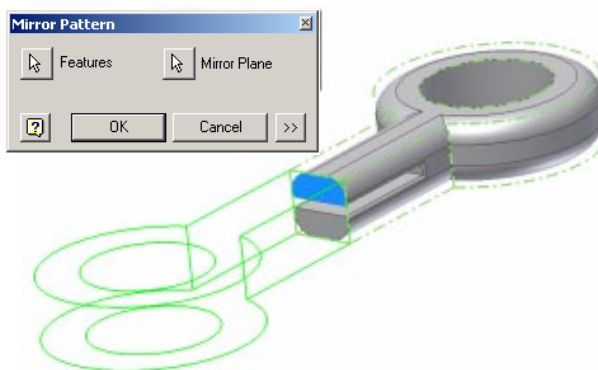 Mirror Pattern
Features
Mirror Plane
OK
Cancel
>>